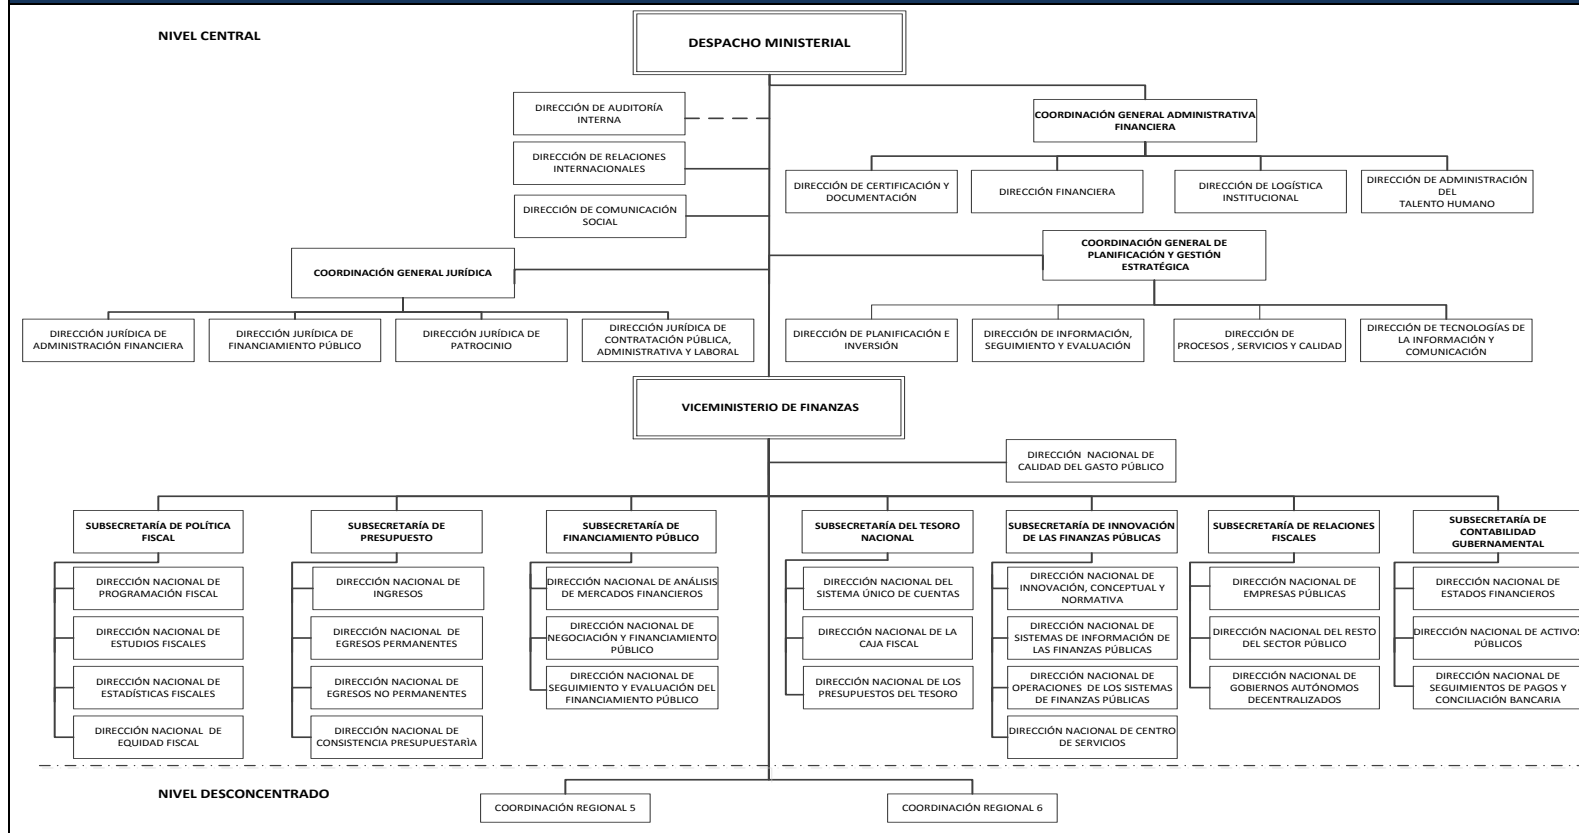 NIVEL CENTRAL
DESPACHO MINISTERIAL
DIRECCIÓN DE AUDITORÍA
INTERNA
COORDINACIÓN GENERAL ADMINISTRATIVA
FINANCIERA
DIRECCIÓN DE RELACIONES
INTERNACIONALES
DIRECCIÓN DE CERTIFICACIÓN Y
DOCUMENTACIÓN
DIRECCIÓN FINANCIERA
DIRECCIÓN DE LOGÍSTICA
INSTITUCIONAL
DIRECCIÓN DE ADMINISTRACIÓN
DEL
TALENTO HUMANO
DIRECCIÓN DE COMUNICACIÓN
SOCIAL
COORDINACIÓN GENERAL JURÍDICA
COORDINACIÓN GENERAL DE
PLANIFICACIÓN Y GESTIÓN
ESTRATÉGICA
DIRECCIÓN JURÍDICA DE
ADMINISTRACIÓN FINANCIERA
DIRECCIÓN JURÍDICA DE
FINANCIAMIENTO PÚBLICO
DIRECCIÓN JURÍDICA DE
PATROCINIO
DIRECCIÓN JURÍDICA DE
CONTRATACIÓN PÚBLICA,
ADMINISTRATIVA Y LABORAL
DIRECCIÓN DE PLANIFICACIÓN E
INVERSIÓN
DIRECCIÓN DE INFORMACIÓN,
SEGUIMIENTO Y EVALUACIÓN
DIRECCIÓN DE
PROCESOS , SERVICIOS Y CALIDAD
DIRECCIÓN DE TECNOLOGÍAS DE
LA INFORMACIÓN Y
COMUNICACIÓN
VICEMINISTERIO DE FINANZAS
DIRECCIÓN  NACIONAL DE
CALIDAD DEL GASTO PÚBLICO
SUBSECRETARÍA DE POLÍTICA
FISCAL
SUBSECRETARÍA DE
PRESUPUESTO
SUBSECRETARÍA DE
FINANCIAMIENTO PÚBLICO
SUBSECRETARÍA DEL TESORO
NACIONAL
SUBSECRETARÍA DE INNOVACIÓN
DE LAS FINANZAS PÚBLICAS
SUBSECRETARÍA DE RELACIONES
FISCALES
SUBSECRETARÍA DE
CONTABILIDAD
GUBERNAMENTAL
DIRECCIÓN NACIONAL DE
PROGRAMACIÓN FISCAL
DIRECCIÓN NACIONAL DE
INGRESOS
DIRECCIÓN NACIONAL DE ANÁLISIS
DE MERCADOS FINANCIEROS
DIRECCIÓN NACIONAL DEL
SISTEMA ÚNICO DE CUENTAS
DIRECCIÓN NACIONAL DE
INNOVACIÓN, CONCEPTUAL Y
NORMATIVA
DIRECCIÓN NACIONAL DE
EMPRESAS PÚBLICAS
DIRECCIÓN NACIONAL DE
ESTADOS FINANCIEROS
DIRECCIÓN NACIONAL DE
ESTUDIOS FISCALES
DIRECCIÓN NACIONAL  DE
EGRESOS PERMANENTES
DIRECCIÓN NACIONAL DE
NEGOCIACIÓN Y FINANCIAMIENTO
PÚBLICO
DIRECCIÓN NACIONAL DE LA
CAJA FISCAL
DIRECCIÓN NACIONAL DE
SISTEMAS DE INFORMACIÓN DE
LAS FINANZAS PÚBLICAS
DIRECCIÓN NACIONAL DEL RESTO
DEL SECTOR PÚBLICO
DIRECCIÓN NACIONAL DE ACTIVOS
PÚBLICOS
DIRECCIÓN NACIONAL DE
ESTADÍSTICAS FISCALES
DIRECCIÓN NACIONAL DE
EGRESOS NO PERMANENTES
DIRECCIÓN NACIONAL DE
SEGUIMIENTO Y EVALUACIÓN DEL
FINANCIAMIENTO PÚBLICO
DIRECCIÓN NACIONAL DE LOS
PRESUPUESTOS DEL TESORO
DIRECCIÓN NACIONAL DE
OPERACIONES  DE LOS SISTEMAS
DE FINANZAS PÚBLICAS
DIRECCIÓN NACIONAL DE
GOBIERNOS AUTÓNOMOS
DECENTRALIZADOS
DIRECCIÓN NACIONAL DE
SEGUIMIENTOS DE PAGOS Y
CONCILIACIÓN BANCARIA
DIRECCIÓN NACIONAL  DE
EQUIDAD FISCAL
DIRECCIÓN NACIONAL DE
CONSISTENCIA PRESUPUESTARÌA
DIRECCIÓN NACIONAL DE CENTRO
DE SERVICIOS
NIVEL DESCONCENTRADO
COORDINACIÓN REGIONAL 5
COORDINACIÓN REGIONAL 6